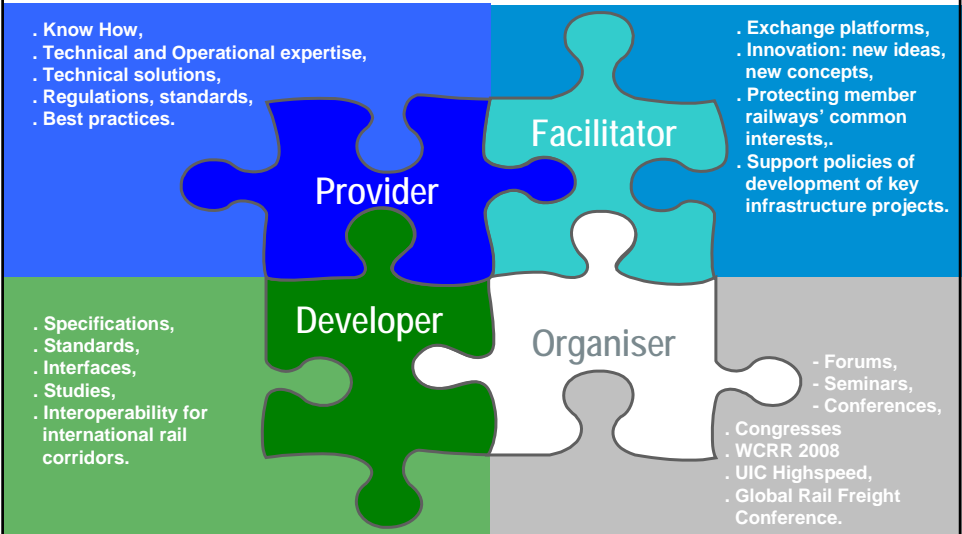 . Know How,
. Technical and Operational expertise,
. Technical solutions,
. Regulations, standards,
. Best practices.
Provider
Facilitator
. Exchange platforms,
. Innovation: new ideas,
new concepts,
. Protecting member
railways’ common
interests,.
. Support policies of
development of key
infrastructure projects.
. Specifications,
. Standards,
. Interfaces,
. Studies,
. Interoperability for
international rail
corridors.
Developer
Organiser
- Forums,
- Seminars,
- Conferences,
. Congresses
. WCRR 2008
. UIC Highspeed,
. Global Rail Freight
Conference.